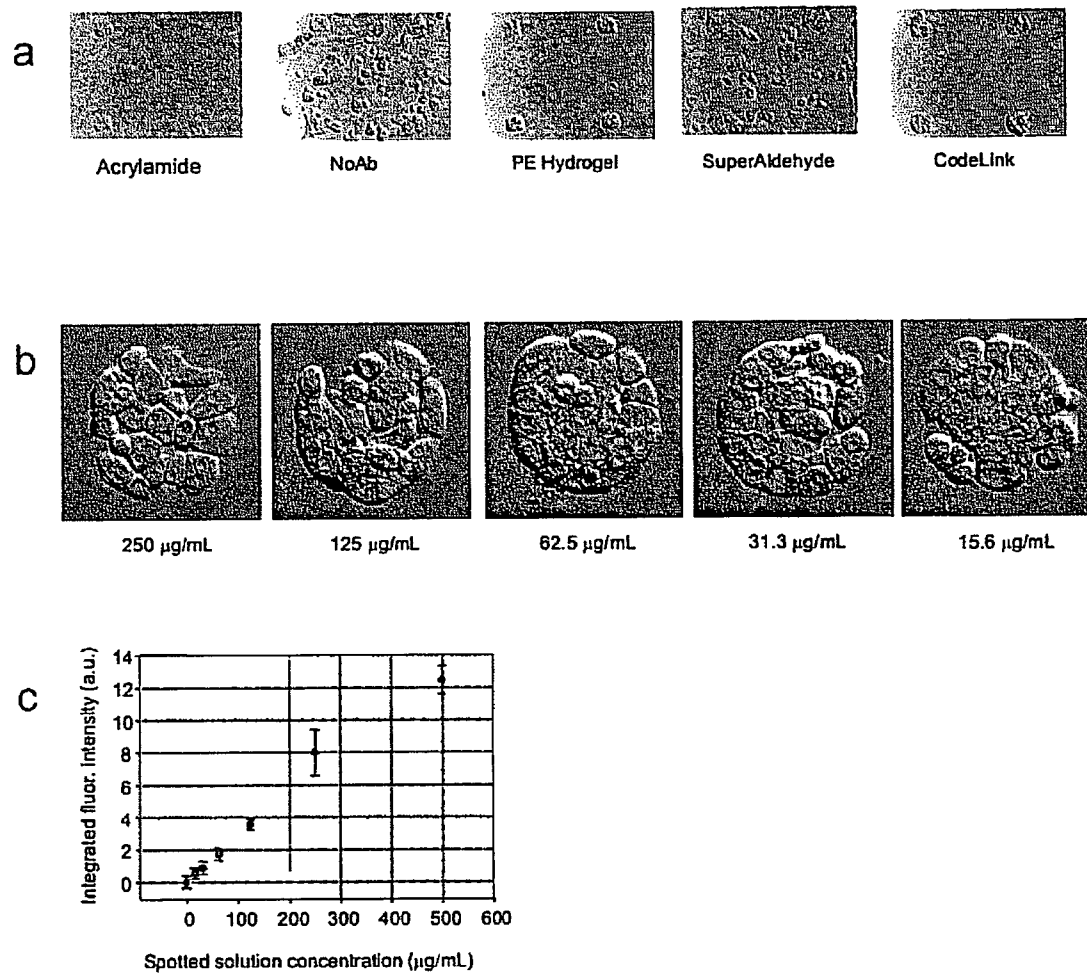 a
Acrylamide NoAb PE Hydrogel SuperAldehyde CodeLink
b
250 µg/mL 125 µg/mL 62.5 µg/mL 31.3 µg/mL 15.6 µg/mL
c
Integrated fluor. intensity (a.u.)
14
12
10
8
6
4
2
0
0 100 200 300 400 500 600
Spotted solution concentration (µg/mL)